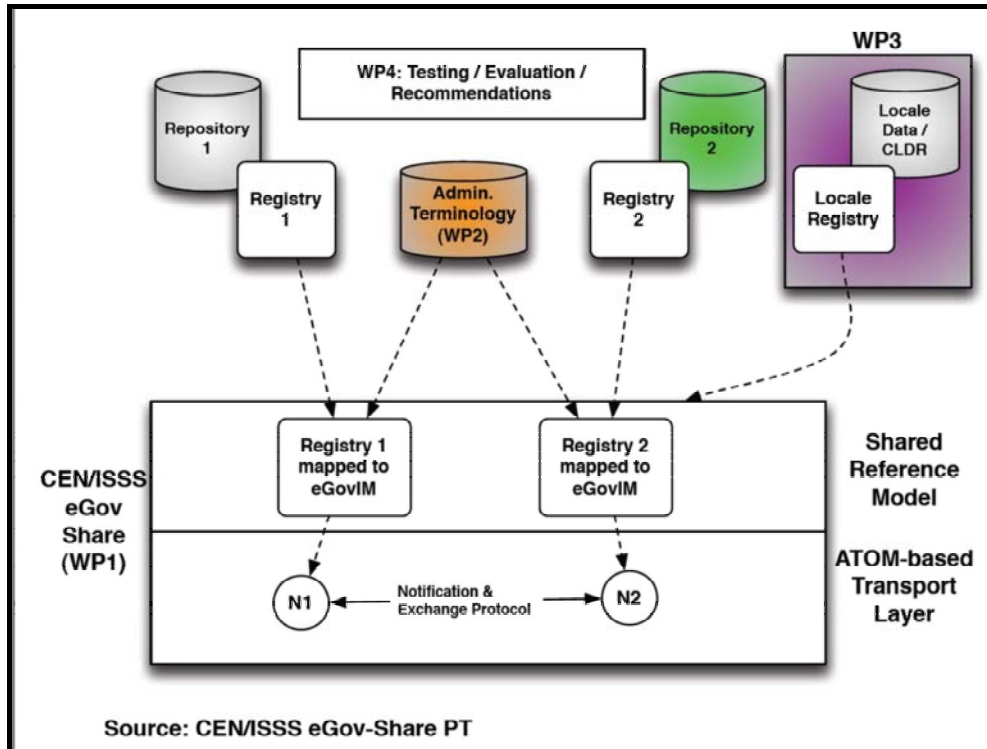 WP3
WP4: Testing / Evaluation /
Recommendations
Repository
1
Registry
1
Admin.
Terminology
(WP2)
Repository
2
Registry
2
Locale
Data /
CLDR
Locale
Registry
CEN/ISSS
eGov
Share
(WP1)
Registry 1
mapped to
eGovIM
Registry 2
mapped to
eGovIM
Shared
Reference
Model
N1
Notification &
Exchange Protocol
N2
ATOM-based
Transport
Layer
Source: CEN/ISSS eGov-Share PT